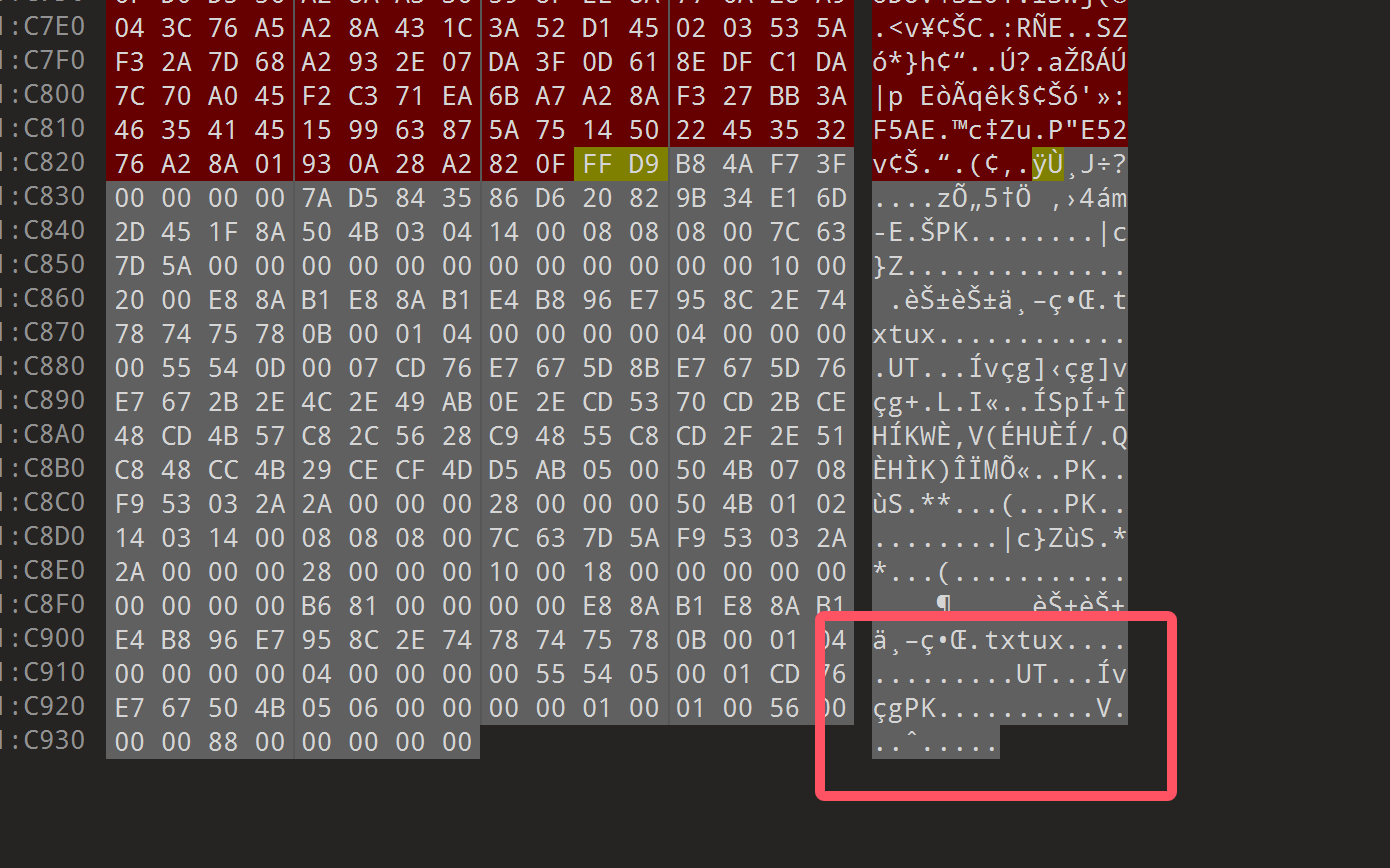 :C7E0 04 3C 76 A5 A2 8A 43 1C 3A 52 D1 45 02 03 53 5A .<v¥¢ŠC.:RÑE..SZ
:C7F0 F3 2A 7D 68 A2 93 2E 07 DA 3F 0D 61 8E DF C1 DA ó*}h¢“..Ú?.aŽßÁÚ
:C800 7C 70 A0 45 F2 C3 71 EA 6B A7 A2 8A F3 27 BB 3A |p EòÃqêk§¢Šó'»:
:C810 46 35 41 45 15 99 63 87 5A 75 14 50 22 45 35 32 F5AE.™c‡Zu.P"E52
:C820 76 A2 8A 01 93 0A 28 A2 82 0F FF D9 B8 4A F7 3F v¢Š.“.(¢‚.ÿÙ¸J÷?
:C830 00 00 00 00 7A D5 84 35 86 D6 20 82 9B 34 E1 6D ....zÕ„5†Ö ‚›4ám
:C840 2D 45 1F 8A 50 4B 03 04 14 00 08 08 08 00 7C 63 -E.ŠPK........|c
:C850 7D 5A 00 00 00 00 00 00 00 00 00 00 00 00 10 00 }Z..............
:C860 20 00 E8 8A B1 E8 8A B1 E4 B8 96 E7 95 8C 2E 74 .èŠ±èŠ±ä¸–ç•Œ.t
:C870 78 74 75 78 0B 00 01 04 00 00 00 00 04 00 00 00 xtux............
:C880 00 55 54 0D 00 07 CD 76 E7 67 5D 8B E7 67 5D 76 .UT...Ívçg]‹çg]v
:C890 E7 67 2B 2E 4C 2E 49 AB 0E 2E CD 53 70 CD 2B CE çg+.L.I«..ÍSpÍ+Î
:C8A0 48 CD 4B 57 C8 2C 56 28 C9 48 55 C8 CD 2F 2E 51 HÍKWÈ,V(ÉHUÈÍ/.Q
:C8B0 C8 48 CC 4B 29 CE CF 4D D5 AB 05 00 50 4B 07 08 ÈHÌK)ÎÏMÕ«..PK..
:C8C0 F9 53 03 2A 2A 00 00 00 28 00 00 00 50 4B 01 02 ùS.**...(...PK..
:C8D0 14 03 14 00 08 08 08 00 7C 63 7D 5A F9 53 03 2A ........|c}ZùS.*
:C8E0 2A 00 00 00 28 00 00 00 10 00 18 00 00 00 00 00 *...(...........
:C8F0 00 00 00 00 B6 81 00 00 00 00 E8 8A B1 E8 8A B1 ....¶.....èŠ±èŠ±
:C900 E4 B8 96 E7 95 8C 2E 74 78 74 75 78 0B 00 01 04 ä¸–ç•Œ.txtux....
:C910 00 00 00 00 04 00 00 00 00 55 54 05 00 01 CD 76 .........UT...Ív
:C920 E7 67 50 4B 05 06 00 00 00 00 01 00 01 00 56 00 çgPK..........V.
:C930 00 00 88 00 00 00 00 00 ..ˆ.....